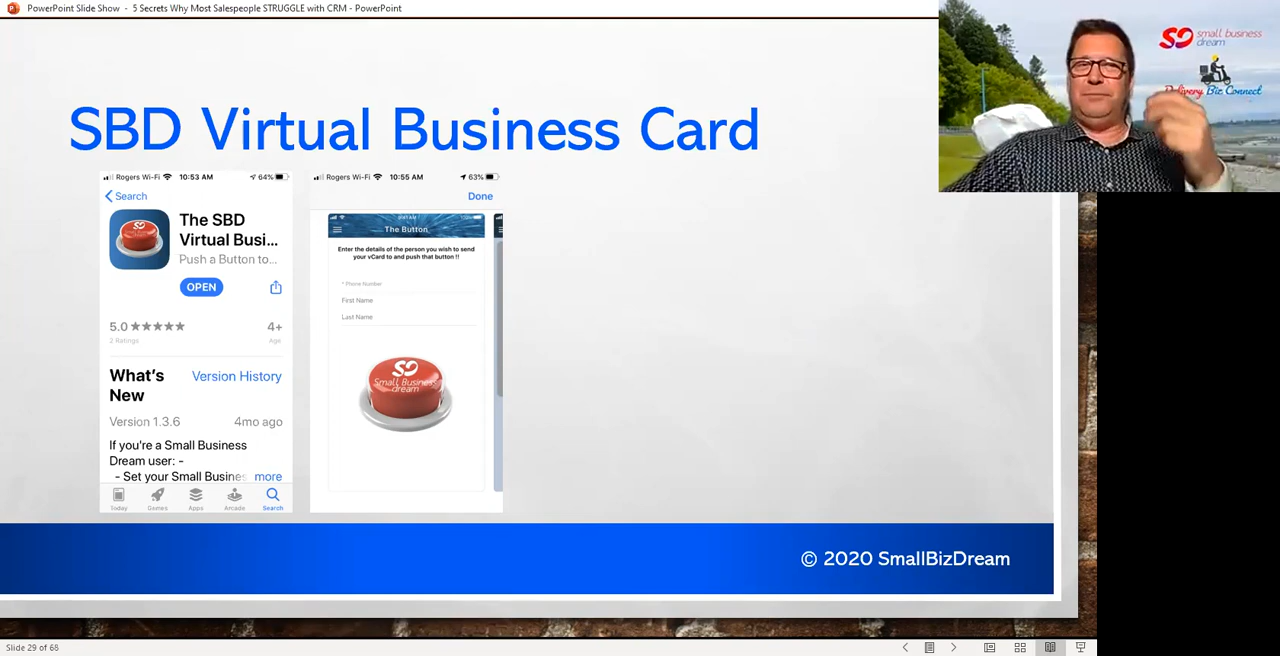 PowerPoint Slide Show - 5 Secrets Why Most Salespeople STRUGGLE with CRM - PowerPoint
small business
dream
Delivery Biz Connect
SBD Virtual Business Card
Rogers Wi-Fi 10:53 AM 64%
Search
The SBD
Virtual Busi...
Push a Button to...
OPEN
5.0 ★★★★★ 4+
2 Ratings Age
What's
New
Version History
Version 1.3.6 4mo ago
If you're a Small Business
Dream user: -
- Set your Small Busines more
Today Games Apps Arcade Search
Rogers Wi-Fi 10:55 AM 63%
Done
The Button
Enter the details of the person you wish to send
your vCard to and push that button !!
* Phone Number
First Name
Last Name
Small Business
dream
© 2020 SmallBizDream
Slide 29 of 68